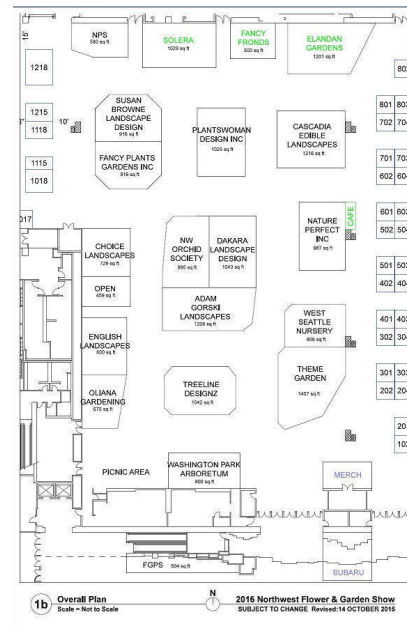 15'
NPS
580 sq ft
SOLERA
1029 sq ft
FANCY
FRONDS
500 sq ft
ELANDAN
GARDENS
1201 sq ft
1218
1215
1118
10'
SUSAN
BROWNE
LANDSCAPE
DESIGN
916 sq ft
FANCY PLANTS
GARDENS INC
916 sq ft
PLANTSWOMAN
DESIGN INC
1025 sq ft
CASCADIA
EDIBLE
LANDSCAPES
1216 sq ft
801
702
1115
1018
701
602
CHOICE
LANDSCAPES
729 sq ft
OPEN
459 sq ft
NW
ORCHID
SOCIETY
995 sq ft
DAKARA
LANDSCAPE
DESIGN
1043 sq ft
ADAM
GORSKI
LANDSCAPES
1208 sq ft
NATURE
PERFECT
INC
987 sq ft
CAFE
601
502
501
402
ENGLISH
LANDSCAPES
800 sq ft
OLIANA
GARDENING
675 sq ft
TREELINE
DESIGNZ
1042 sq ft
WEST
SEATTLE
NURSERY
806 sq ft
THEME
GARDEN
1407 sq ft
401
302
301
202
PICNIC AREA
WASHINGTON PARK
ARBORETUM
800 sq ft
MERCH
FGPS 504 sq ft
SUBARU
1b
Overall Plan
Scale = Not to Scale
N
2016 Northwest Flower & Garden Show
SUBJECT TO CHANGE Revised:14 OCTOBER 2015